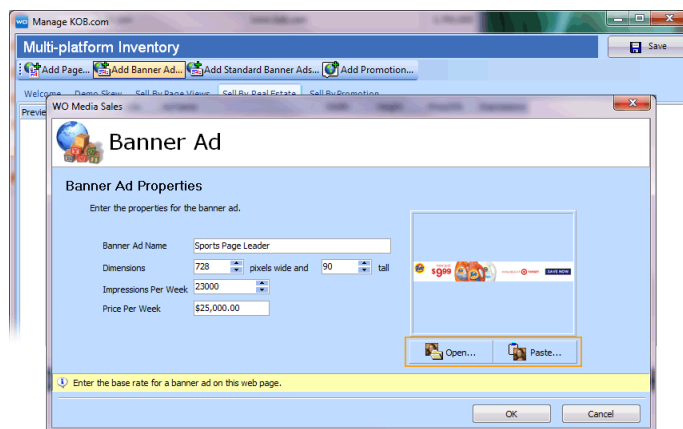 WO Manage KOB.com
Multi-platform Inventory
Save
Add Page... Add Banner Ad... Add Standard Banner Ads... Add Promotion...
Welcome Demo Skew Sell By Page Views Sell By Real Estate Sell By Promotion
Previe
WO Media Sales
Banner Ad
Banner Ad Properties
Enter the properties for the banner ad.
Banner Ad Name Sports Page Leader
Dimensions 728 pixels wide and 90 tall
$999 SAVE NOW
Impressions Per Week 23000
Price Per Week $25,000.00
Open... Paste...
Enter the base rate for a banner ad on this web page.
OK Cancel